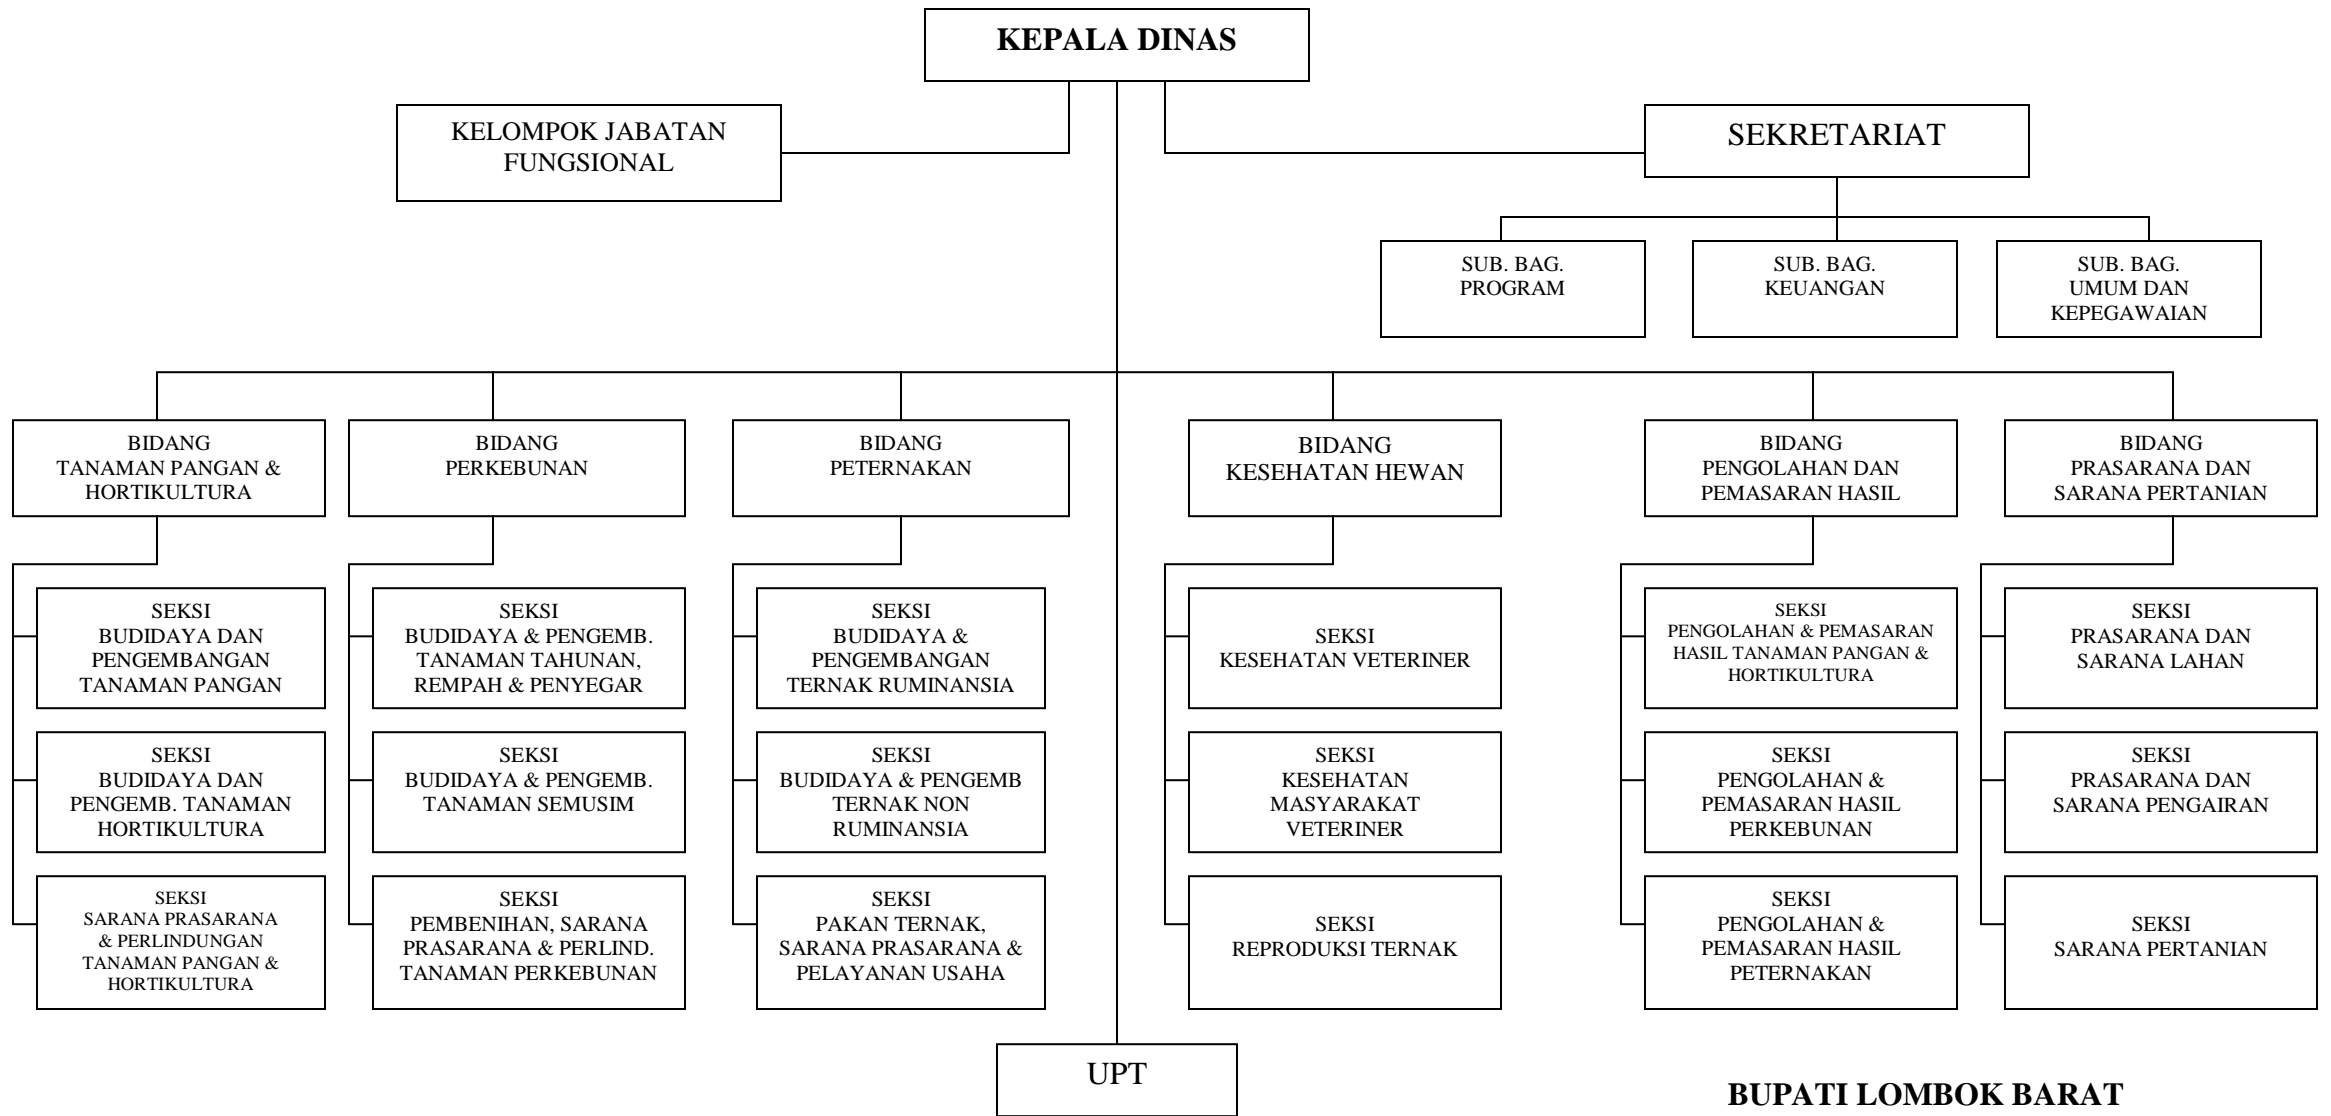 KEPALA DINAS
KELOMPOK JABATAN
FUNGSIONAL
SEKRETARIAT
SUB. BAG.
PROGRAM
SUB. BAG.
KEUANGAN
SUB. BAG.
UMUM DAN
KEPEGAWAIAN
BIDANG
TANAMAN PANGAN &
HORTIKULTURA
BIDANG
PERKEBUNAN
BIDANG
PETERNAKAN
BIDANG
KESEHATAN HEWAN
BIDANG
PENGOLAHAN DAN
PEMASARAN HASIL
BIDANG
PRASARANA DAN
SARANA PERTANIAN
SEKSI
BUDIDAYA DAN
PENGEMBANGAN
TANAMAN PANGAN
SEKSI
BUDIDAYA & PENGEMB.
TANAMAN TAHUNAN,
REMPAH & PENYEGAR
SEKSI
BUDIDAYA &
PENGEMBANGAN
TERNAK RUMINANSIA
SEKSI
KESEHATAN VETERINER
SEKSI
PENGOLAHAN & PEMASARAN
HASIL TANAMAN PANGAN &
HORTIKULTURA
SEKSI
PRASARANA DAN
SARANA LAHAN
SEKSI
BUDIDAYA DAN
PENGEMB. TANAMAN
HORTIKULTURA
SEKSI
BUDIDAYA & PENGEMB.
TANAMAN SEMUSIM
SEKSI
BUDIDAYA & PENGEMB
TERNAK NON
RUMINANSIA
SEKSI
KESEHATAN
MASYARAKAT
VETERINER
SEKSI
PENGOLAHAN &
PEMASARAN HASIL
PERKEBUNAN
SEKSI
PRASARANA DAN
SARANA PENGAIRAN
SEKSI
SARANA PRASARANA
& PERLINDUNGAN
TANAMAN PANGAN &
HORTIKULTURA
SEKSI
PEMBENIHAN, SARANA
PRASARANA & PERLIND.
TANAMAN PERKEBUNAN
SEKSI
PAKAN TERNAK,
SARANA PRASARANA &
PELAYANAN USAHA
SEKSI
REPRODUKSI TERNAK
SEKSI
PENGOLAHAN &
PEMASARAN HASIL
PETERNAKAN
SEKSI
SARANA PERTANIAN
UPT
BUPATI LOMBOK BARAT